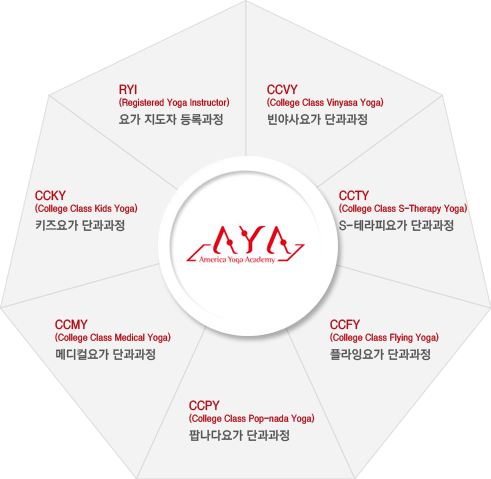 RYI
(Registered Yoga Instructor)
요가 지도자 등록과정
CCVY
(College Class Vinyasa Yoga)
빈야사요가 단과과정
CCKY
(College Class Kids Yoga)
키즈요가 단과과정
CCTY
(College Class S-Therapy Yoga)
S-테라피요가 단과과정
AYA
America Yoga Academy
CCMY
(College Class Medical Yoga)
메디컬요가 단과과정
CCFY
(College Class Flying Yoga)
플라잉요가 단과과정
CCPY
(College Class Pop-nada Yoga)
팝나다요가 단과과정